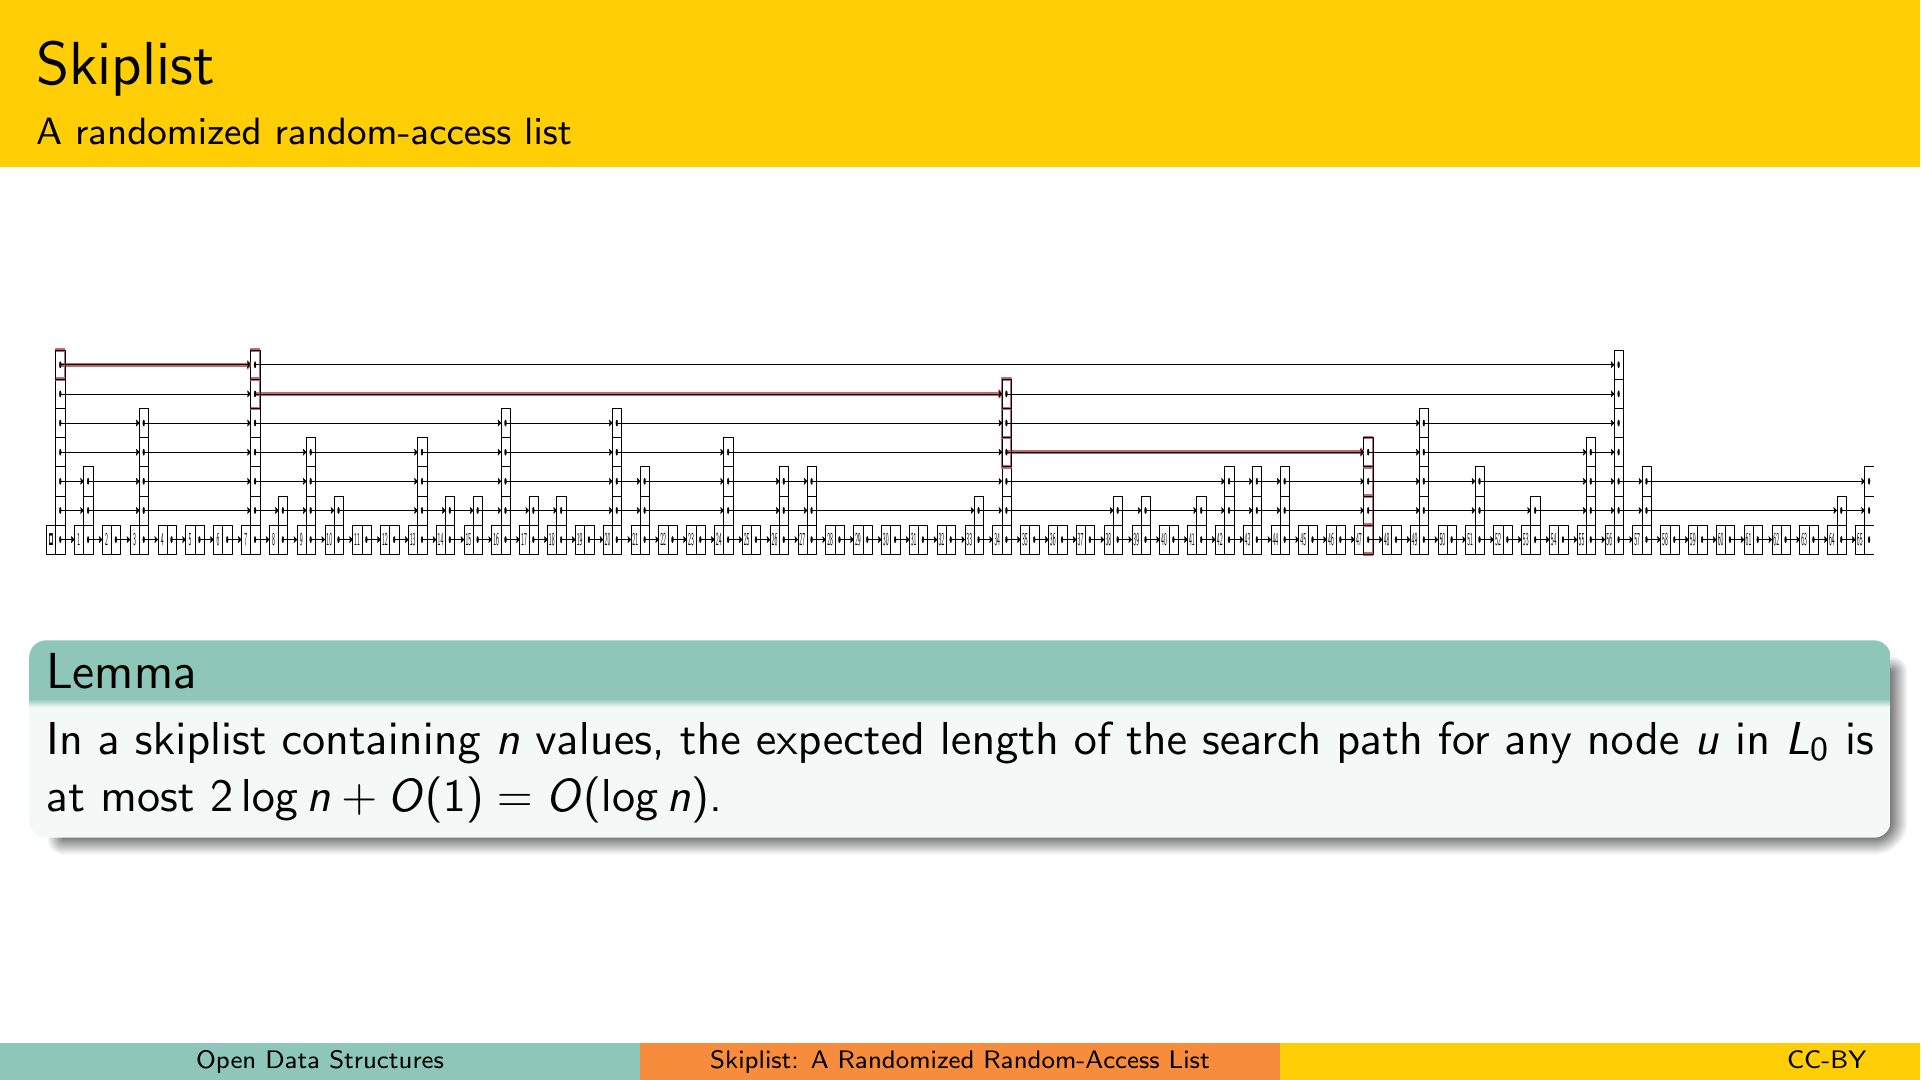 Skiplist
A randomized random-access list
1 2 3 4 5 6 7 8 9 10 11 12 13 14 15 16 17 18 19 20 21 22 23 24 25 26 27 28 29 30 31 32 33 34 35 36 37 38 39 40 41 42 43 44 45 46 47 48 49 50 51 52 53 54 55 56 57 58 59 60 61 62 63 64 65
Lemma
In a skiplist containing n values, the expected length of the search path for any node u in L₀ is
at most 2 log n + O(1) = O(log n).
Open Data Structures Skiplist: A Randomized Random-Access List CC-BY